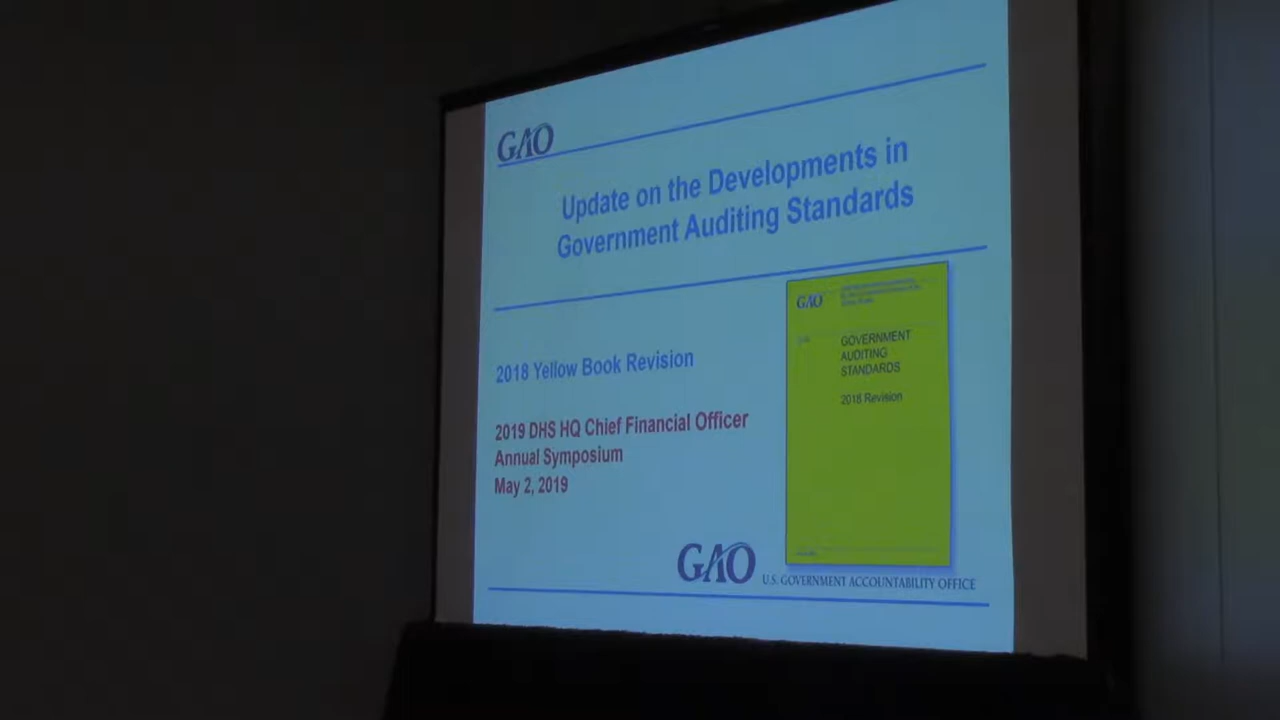 GAO
Update on the Developments in
Government Auditing Standards
2018 Yellow Book Revision
2019 DHS HQ Chief Financial Officer
Annual Symposium
May 2, 2019
GAO
GOVERNMENT
AUDITING
STANDARDS
2018 Revision
GAO
U.S. GOVERNMENT ACCOUNTABILITY OFFICE